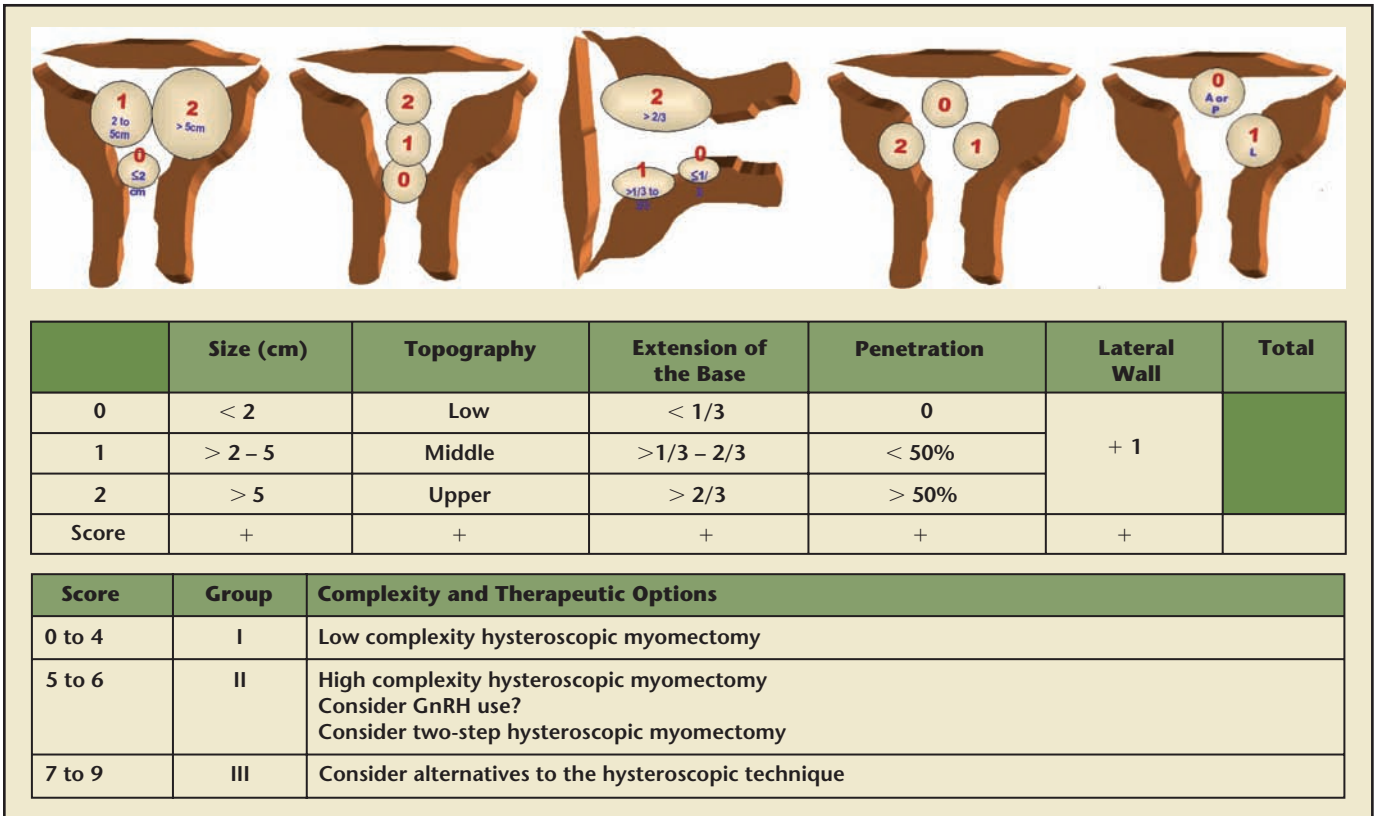 1
2 to
5cm
2
> 5cm
0
≤2
cm
2
1
0
2
> 2/3
1
>1/3 to
0
≤1/
2
1
0
0
A or
P
1
L
Size (cm) Topography Extension of the Base Penetration Lateral Wall Total
0 < 2 Low < 1/3 0
1 > 2 – 5 Middle >1/3 – 2/3 < 50% + 1
2 > 5 Upper > 2/3 > 50%
Score + + + + +
Score Group Complexity and Therapeutic Options
0 to 4 I Low complexity hysteroscopic myomectomy
5 to 6 II High complexity hysteroscopic myomectomy
Consider GnRH use?
Consider two-step hysteroscopic myomectomy
7 to 9 III Consider alternatives to the hysteroscopic technique